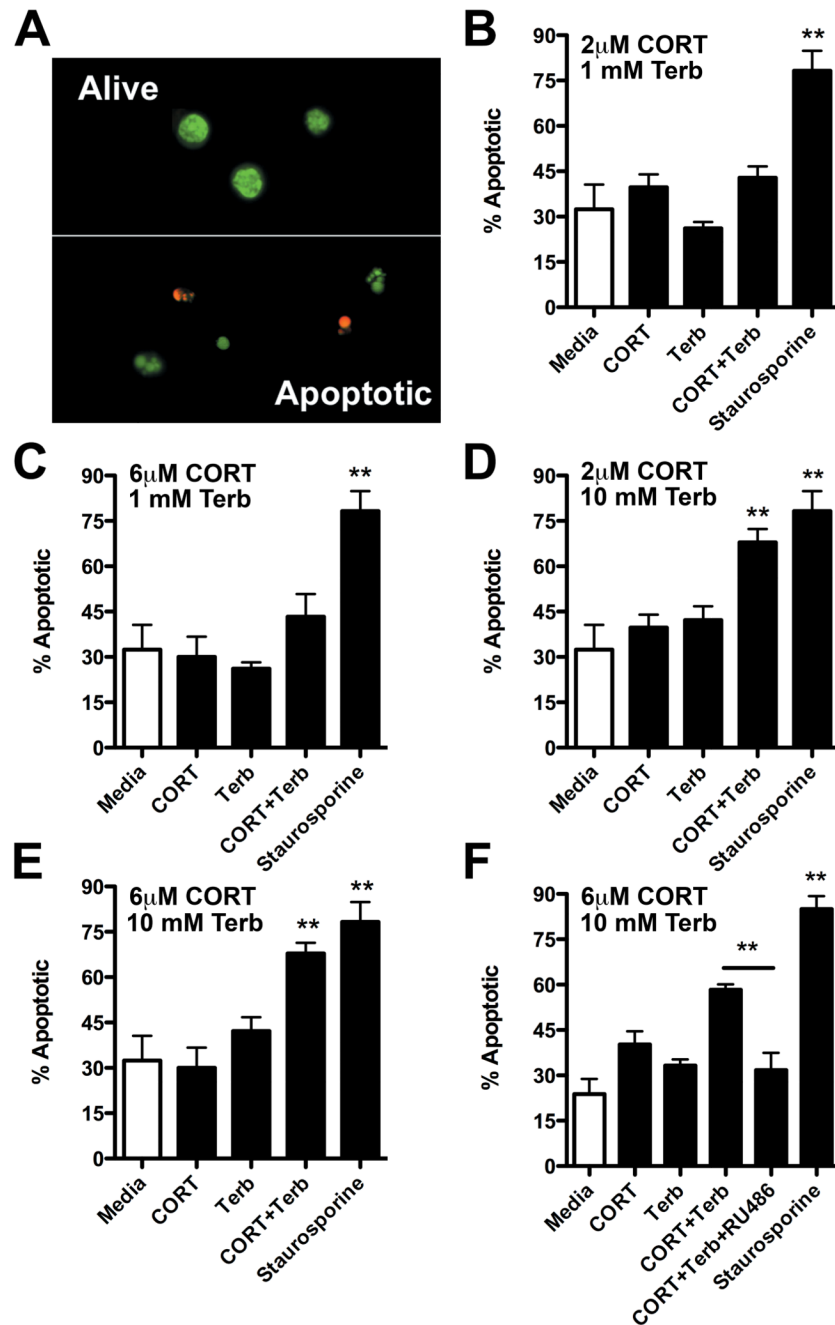 A
Alive
Apoptotic
B
2μM CORT
1 mM Terb
**
% Apoptotic
90
75
60
45
30
15
0
Media
CORT
Terb
CORT+Terb
Staurosporine
C
6μM CORT
1 mM Terb
**
% Apoptotic
90
75
60
45
30
15
0
Media
CORT
Terb
CORT+Terb
Staurosporine
D
2μM CORT
10 mM Terb
**
**
% Apoptotic
90
75
60
45
30
15
0
Media
CORT
Terb
CORT+Terb
Staurosporine
E
6μM CORT
10 mM Terb
**
**
% Apoptotic
90
75
60
45
30
15
0
Media
CORT
Terb
CORT+Terb
Staurosporine
F
6μM CORT
10 mM Terb
**
**
% Apoptotic
90
75
60
45
30
15
0
Media
CORT
Terb
CORT+Terb
CORT+Terb+RU486
Staurosporine